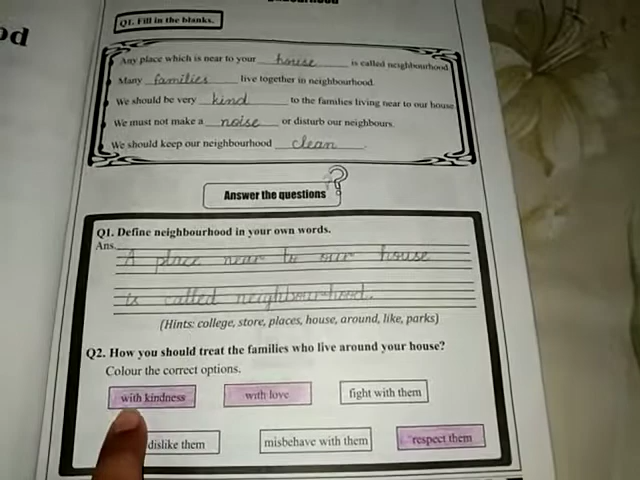 od
Q1. Fill in the blanks.
Any place which is near to your house is called neighbourhood
Many families live together in neighbourhood.
We should be very kind to the families living near to our house
We must not make a noise or disturb our neighbours.
We should keep our neighbourhood clean.
Answer the questions
?
Q1. Define neighbourhood in your own words.
Ans. A place near to our house
is called neighbourhood.
(Hints: college, store, places, house, around, like, parks)
Q2. How you should treat the families who live around your house?
Colour the correct options.
with kindness with love fight with them
dislike them misbehave with them respect them